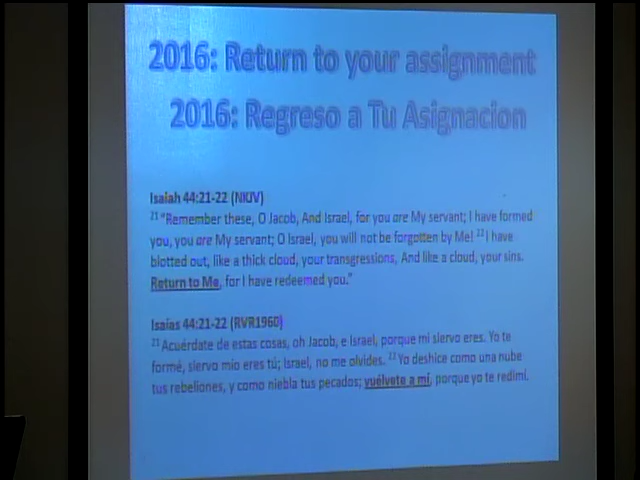 2016: Return to your assignment
2016: Regreso a Tu Asignacion
Isaiah 44:21-22 (NKJV)
21 “Remember these, O Jacob, And Israel, for you are My servant; I have formed
you, you are My servant; O Israel, you will not be forgotten by Me! 22 I have
blotted out, like a thick cloud, your transgressions, And like a cloud, your sins.
Return to Me, for I have redeemed you.”
Isaías 44:21-22 (RVR1960)
21 Acuérdate de estas cosas, oh Jacob, e Israel, porque mi siervo eres. Yo te
formé, siervo mío eres tú; Israel, no me olvides. 22 Yo deshice como una nube
tus rebeliones, y como niebla tus pecados; vuélvete a mí, porque yo te redimí.